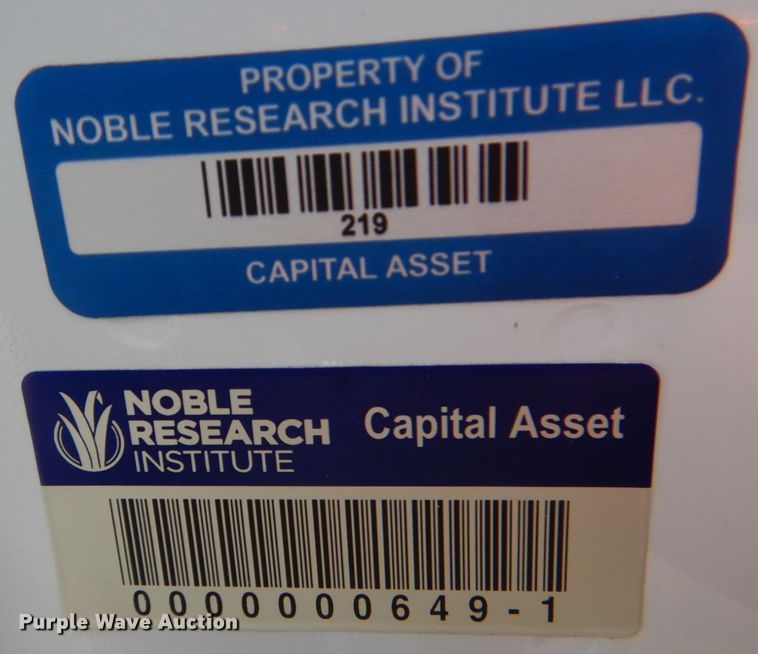 PROPERTY OF
NOBLE RESEARCH INSTITUTE LLC.
219
CAPITAL ASSET
NOBLE
RESEARCH
INSTITUTE
Capital Asset
0000000649-1
Purple Wave Auction